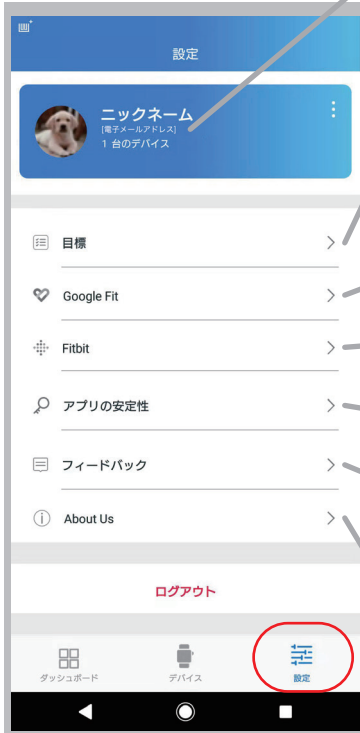 設定
ニックネーム
[電子メールアドレス]
1 台のデバイス
目標
Google Fit
Fitbit
アプリの安定性
フィードバック
About Us
ログアウト
ダッシュボード
デバイス
設定